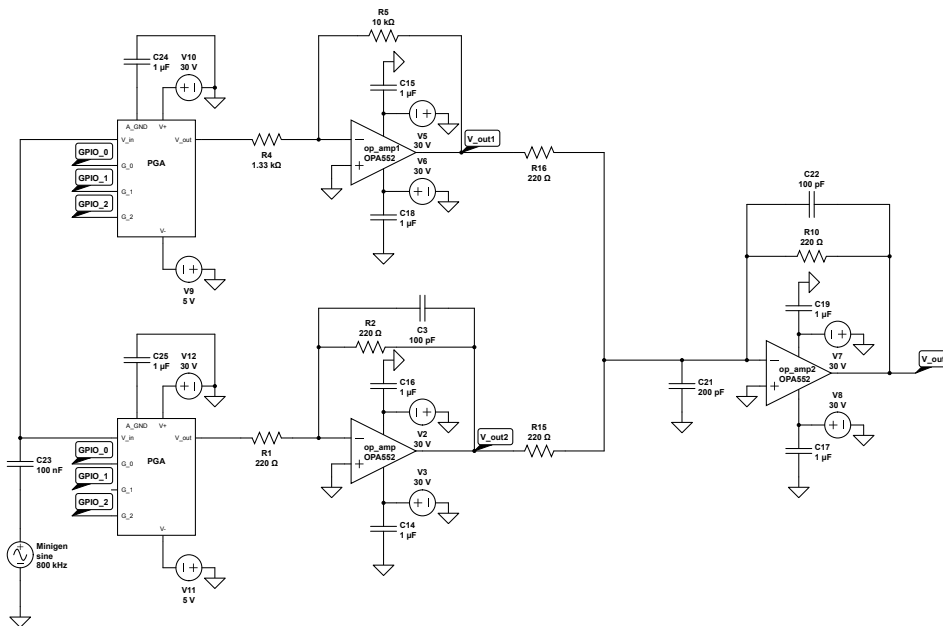 R5
10 kΩ
C24
1 µF
V10
30 V
C15
1 µF
A_GND
V+
V_in
V_out
PGA
GPIO_0
G_0
GPIO_1
G_1
GPIO_2
G_2
V-
R4
1.33 kΩ
op_amp1
OPA552
V5
30 V
V6
30 V
V_out1
R16
220 Ω
C18
1 µF
V9
5 V
C22
100 pF
R10
220 Ω
C19
1 µF
op_amp2
OPA552
V7
30 V
V_out
V8
30 V
C17
1 µF
C21
200 pF
C25
1 µF
V12
30 V
R2
220 Ω
C3
100 pF
C16
1 µF
A_GND
V+
V_in
V_out
PGA
GPIO_0
G_0
GPIO_1
G_1
GPIO_2
G_2
V-
R1
220 Ω
op_amp
OPA552
V2
30 V
V3
30 V
V_out2
R15
220 Ω
C14
1 µF
C23
100 nF
Minigen
sine
800 kHz
V11
5 V